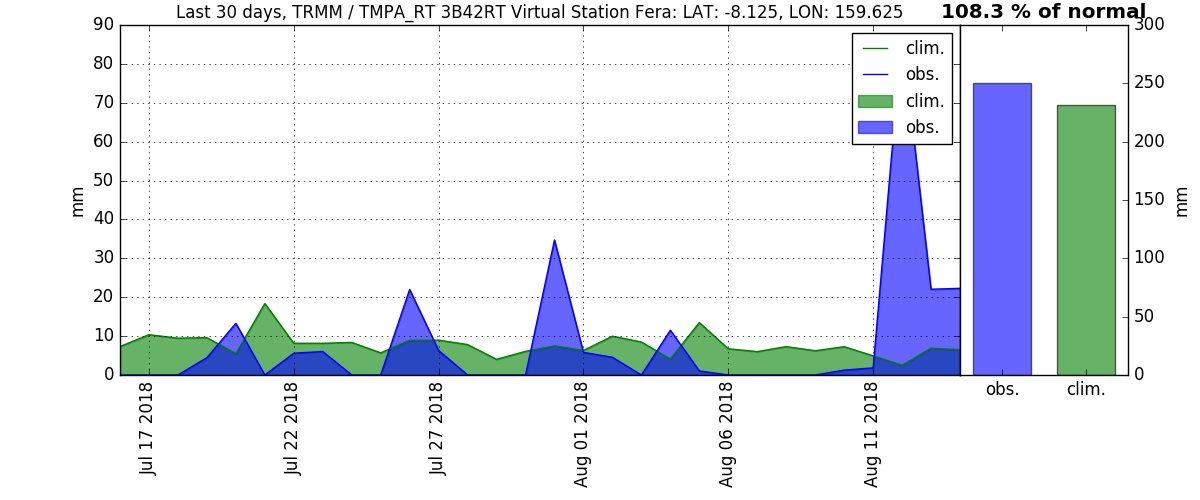 Last 30 days, TRMM / TMPA_RT 3B42RT Virtual Station Fera: LAT: -8.125, LON: 159.625
108.3 % of normal
90
80
70
60
50
40
30
20
10
0
mm
clim.
obs.
clim.
obs.
300
250
200
150
100
50
0
mm
Jul 17 2018
Jul 22 2018
Jul 27 2018
Aug 01 2018
Aug 06 2018
Aug 11 2018
obs.
clim.